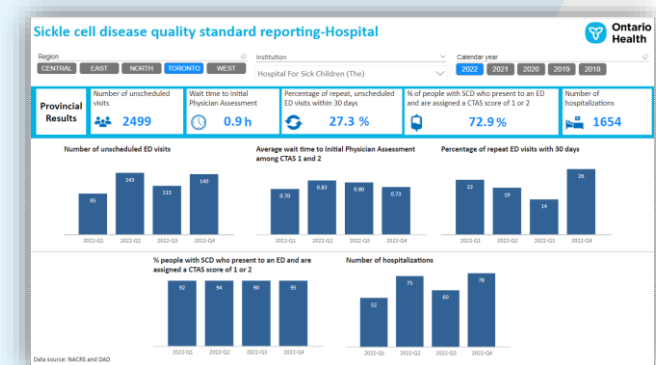 Sickle cell disease quality standard reporting-Hospital
Ontario
Health
Region
CENTRAL EAST NORTH TORONTO WEST
Institution
Hospital For Sick Children (The)
Calendar year
2022 2021 2020 2019 2018
Provincial
Results
Number of unscheduled
visits
2499
Wait time to Initial
Physician Assessment
0.9 h
Percentage of repeat, unscheduled
ED visits within 30 days
27.3 %
% of people with SCD who present to an ED
and are assigned a CTAS score of 1 or 2
72.9 %
Number of
hospitalizations
1654
Number of unscheduled ED visits
95 143 113 140
2022-Q1 2022-Q2 2022-Q3 2022-Q4
Average wait time to Initial Physician Assessment
among CTAS 1 and 2
0.70 0.83 0.80 0.73
2022-Q1 2022-Q2 2022-Q3 2022-Q4
Percentage of repeat ED visits with 30 days
22 19 14 26
2022-Q1 2022-Q2 2022-Q3 2022-Q4
% people with SCD who present to an ED and are
assigned a CTAS score of 1 or 2
92 94 90 95
2022-Q1 2022-Q2 2022-Q3 2022-Q4
Number of hospitalizations
52 75 60 78
2022-Q1 2022-Q2 2022-Q3 2022-Q4
Data source: NACRS and DAD